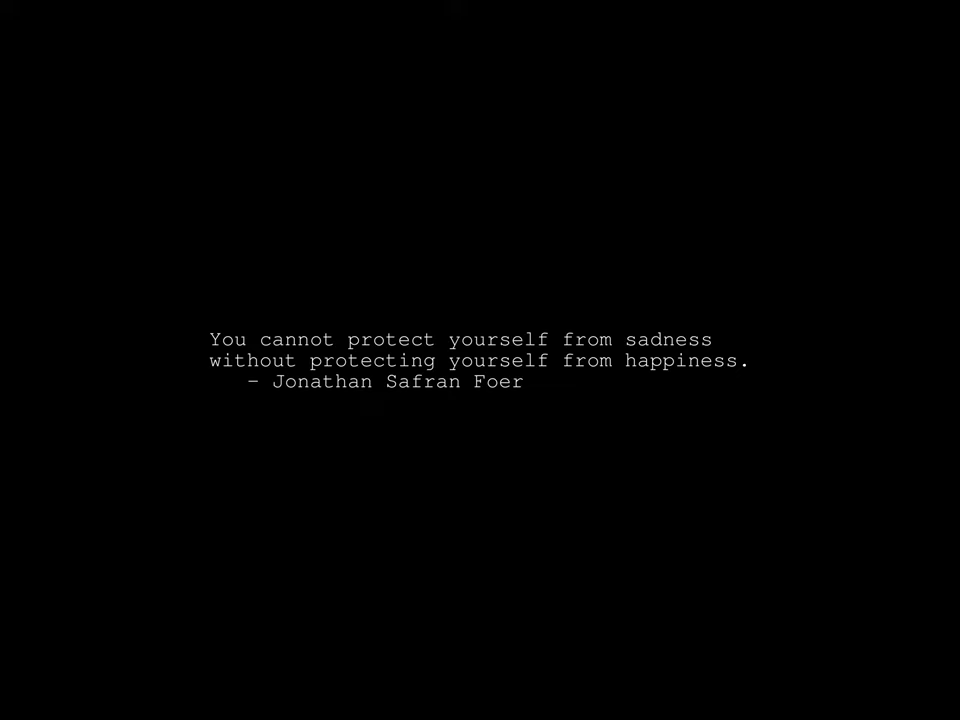 You cannot protect yourself from sadness
without protecting yourself from happiness.
– Jonathan Safran Foer